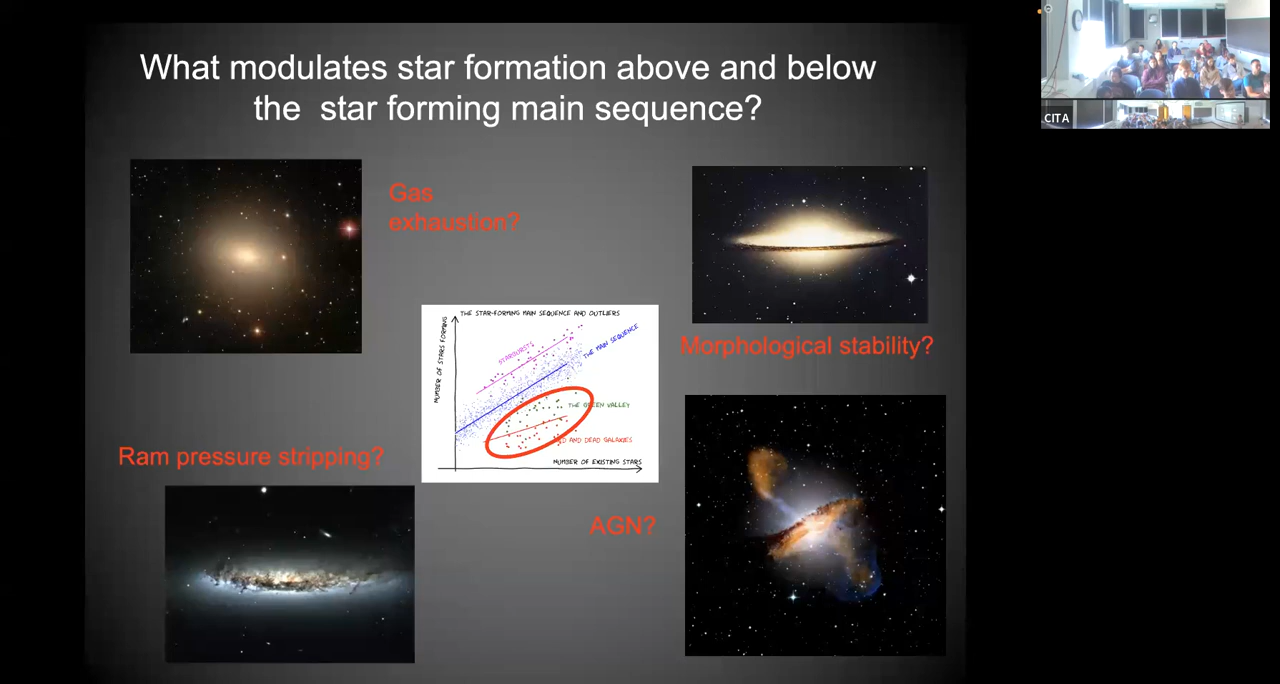 What modulates star formation above and below
the star forming main sequence?
Gas
exhaustion?
Morphological stability?
Ram pressure stripping?
AGN?
THE STAR-FORMING MAIN SEQUENCE AND OUTLIERS
NUMBER OF STARS FORMING
STARBURSTS
THE MAIN SEQUENCE
THE GREEN VALLEY
AND DEAD GALAXIES
NUMBER OF EXISTING STARS
CITA